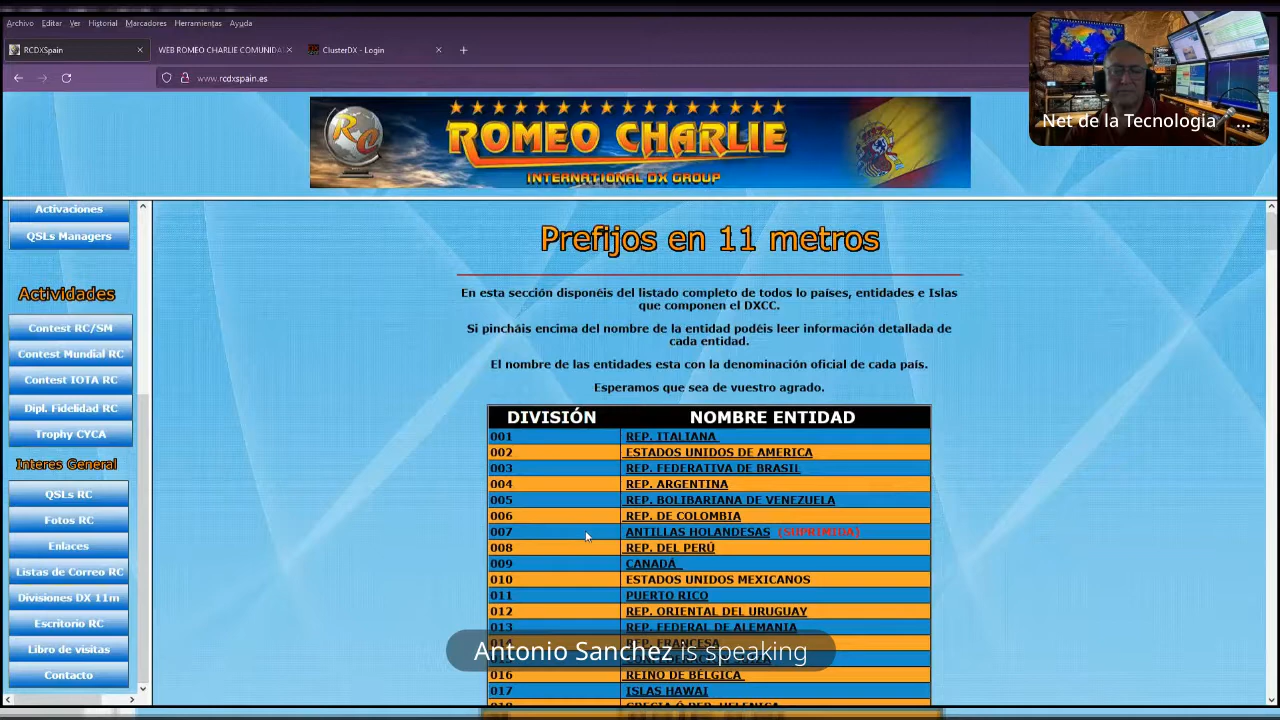 Archivo Editar Ver Historial Marcadores Herramientas Ayuda
RCDXSpain
WEB ROMEO CHARLIE COMUNIDA
ClusterDX - Login
www.rcdxspain.es
Net de la Tecnologia ...
RC
ROMEO CHARLIE
INTERNATIONAL DX GROUP
Activaciones
QSLs Managers
Actividades
Contest RC/SM
Contest Mundial RC
Contest IOTA RC
Dipl. Fidelidad RC
Trophy CYCA
Interes General
QSLs RC
Fotos RC
Enlaces
Listas de Correo RC
Divisiones DX 11m
Escritorio RC
Libro de visitas
Contacto
Prefijos en 11 metros
En esta sección disponéis del listado completo de todos lo países, entidades e Islas
que componen el DXCC.
Si pincháis encima del nombre de la entidad podéis leer información detallada de
cada entidad.
El nombre de las entidades esta con la denominación oficial de cada país.
Esperamos que sea de vuestro agrado.
DIVISIÓN NOMBRE ENTIDAD
001 REP. ITALIANA
002 ESTADOS UNIDOS DE AMERICA
003 REP. FEDERATIVA DE BRASIL
004 REP. ARGENTINA
005 REP. BOLIBARIANA DE VENEZUELA
006 REP. DE COLOMBIA
007 ANTILLAS HOLANDESAS (SUPRIMIDA)
008 REP. DEL PERÚ
009 CANADÁ
010 ESTADOS UNIDOS MEXICANOS
011 PUERTO RICO
012 REP. ORIENTAL DEL URUGUAY
013 REP. FEDERAL DE ALEMANIA
014 REP. FRANCESA
Antonio Sanchez is speaking
016 REINO DE BÉLGICA
017 ISLAS HAWAI
018 GRECIA Ó REP. HELENICA